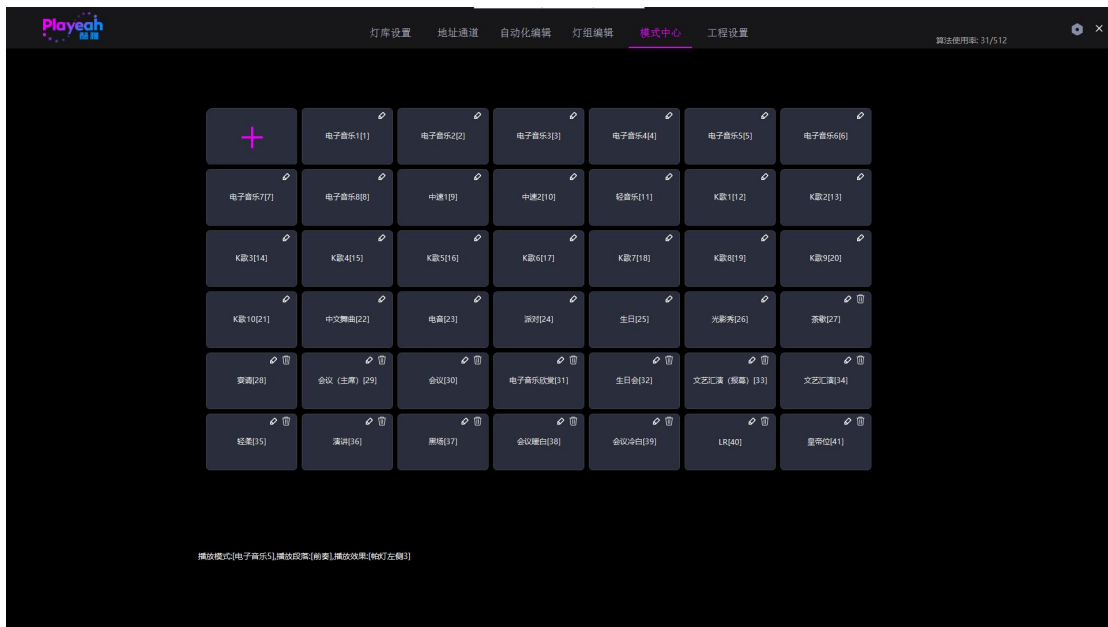 Playeah
酷耶
灯库设置 地址通道 自动化编辑 灯组编辑 模式中心 工程设置
算法使用率: 31/512
电子音乐1[1] 电子音乐2[2] 电子音乐3[3] 电子音乐4[4] 电子音乐5[5] 电子音乐6[6]
电子音乐7[7] 电子音乐8[8] 中速1[9] 中速2[10] 轻音乐[11] K歌1[12] K歌2[13]
K歌3[14] K歌4[15] K歌5[16] K歌6[17] K歌7[18] K歌8[19] K歌9[20]
K歌10[21] 中文舞曲[22] 电音[23] 派对[24] 生日[25] 光影秀[26] 茶歇[27]
宴请[28] 会议（主席）[29] 会议[30] 电子音乐欣赏[31] 生日会[32] 文艺汇演（报幕）[33] 文艺汇演[34]
轻柔[35] 演讲[36] 黑场[37] 会议暖白[38] 会议冷白[39] LR[40] 皇帝位[41]
播放模式:[电子音乐5],播放段落:[前奏],播放效果:[帕灯左侧3]